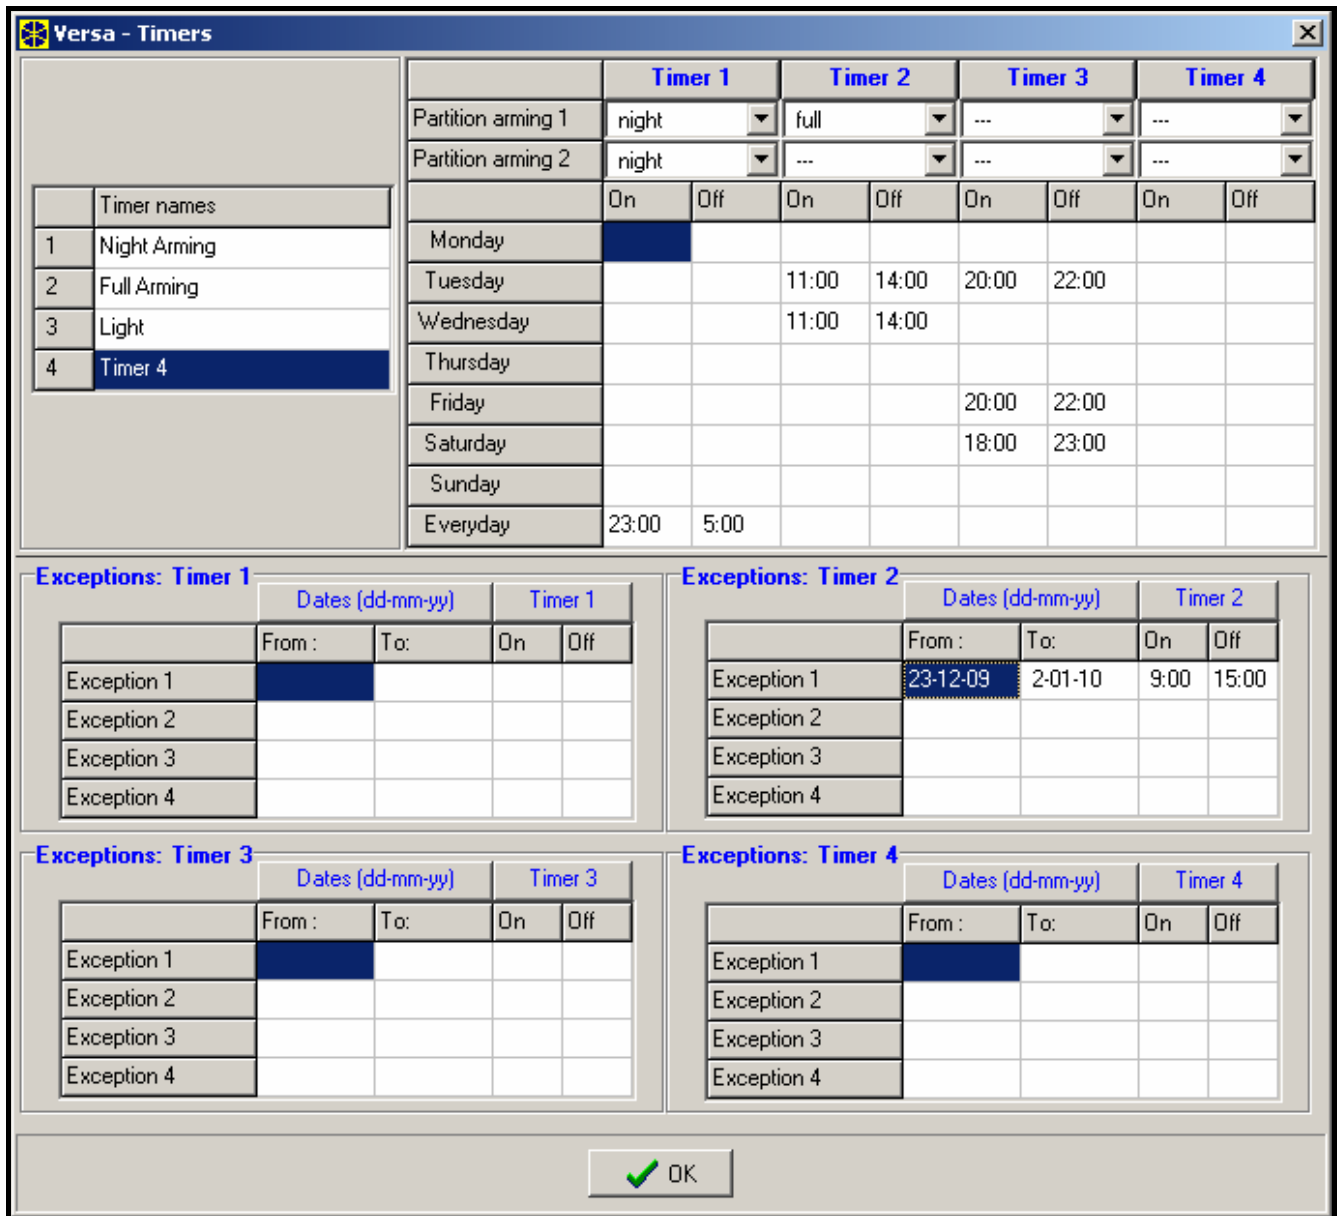 Versa - Timers
Timer 1 Timer 2 Timer 3 Timer 4
Partition arming 1 night full --- ---
Partition arming 2 night --- --- ---
Timer names
1 Night Arming
2 Full Arming
3 Light
4 Timer 4
On Off On Off On Off On Off
Monday
Tuesday 11:00 14:00 20:00 22:00
Wednesday 11:00 14:00
Thursday
Friday 20:00 22:00
Saturday 18:00 23:00
Sunday
Everyday 23:00 5:00
Exceptions: Timer 1
Dates (dd-mm-yy) Timer 1
From : To: On Off
Exception 1
Exception 2
Exception 3
Exception 4
Exceptions: Timer 2
Dates (dd-mm-yy) Timer 2
From : To: On Off
Exception 1 23-12-09 2-01-10 9:00 15:00
Exception 2
Exception 3
Exception 4
Exceptions: Timer 3
Dates (dd-mm-yy) Timer 3
From : To: On Off
Exception 1
Exception 2
Exception 3
Exception 4
Exceptions: Timer 4
Dates (dd-mm-yy) Timer 4
From : To: On Off
Exception 1
Exception 2
Exception 3
Exception 4
OK